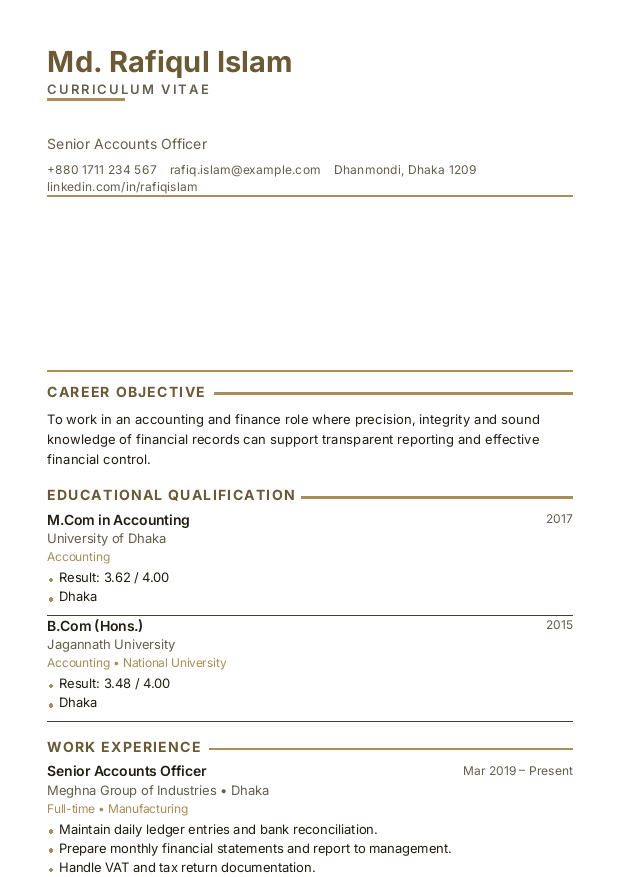 Md. Rafiqul Islam
CURRICULUM VITAE
Senior Accounts Officer
+880 1711 234 567 rafiq.islam@example.com Dhanmondi, Dhaka 1209
linkedin.com/in/rafiqislam
CAREER OBJECTIVE
To work in an accounting and finance role where precision, integrity and sound
knowledge of financial records can support transparent reporting and effective
financial control.
EDUCATIONAL QUALIFICATION
M.Com in Accounting 2017
University of Dhaka
Accounting
• Result: 3.62 / 4.00
• Dhaka
B.Com (Hons.) 2015
Jagannath University
Accounting • National University
• Result: 3.48 / 4.00
• Dhaka
WORK EXPERIENCE
Senior Accounts Officer Mar 2019 – Present
Meghna Group of Industries • Dhaka
Full-time • Manufacturing
• Maintain daily ledger entries and bank reconciliation.
• Prepare monthly financial statements and report to management.
• Handle VAT and tax return documentation.